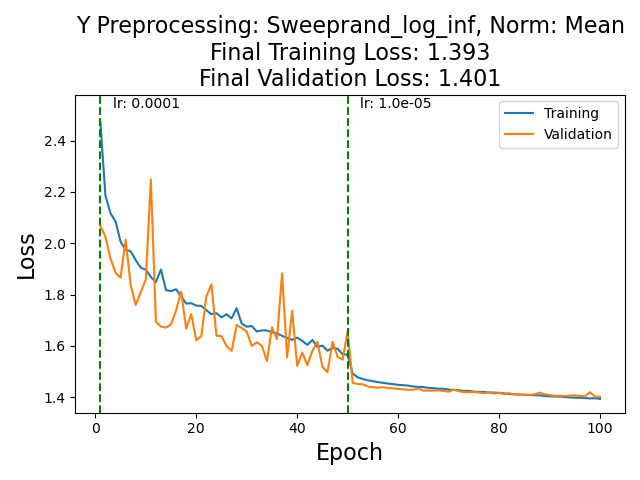 Y Preprocessing: Sweeprand_log_inf, Norm: Mean
Final Training Loss: 1.393
Final Validation Loss: 1.401
lr: 0.0001
lr: 1.0e-05
Training
Validation
Loss
2.4
2.2
2.0
1.8
1.6
1.4
0
20
40
60
80
100
Epoch